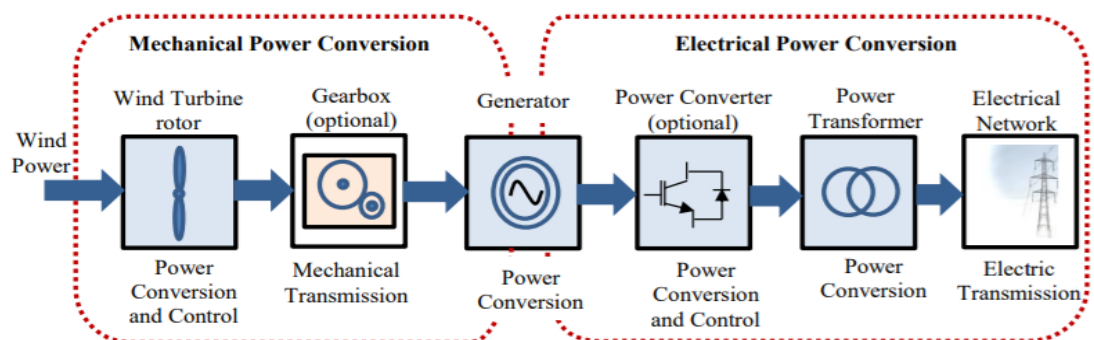 Mechanical Power Conversion
Electrical Power Conversion
Wind
Power
Wind Turbine
rotor
Gearbox
(optional)
Generator
Power Converter
(optional)
Power
Transformer
Electrical
Network
Power
Conversion
and Control
Mechanical
Transmission
Power
Conversion
Power
Conversion
and Control
Power
Conversion
Electric
Transmission